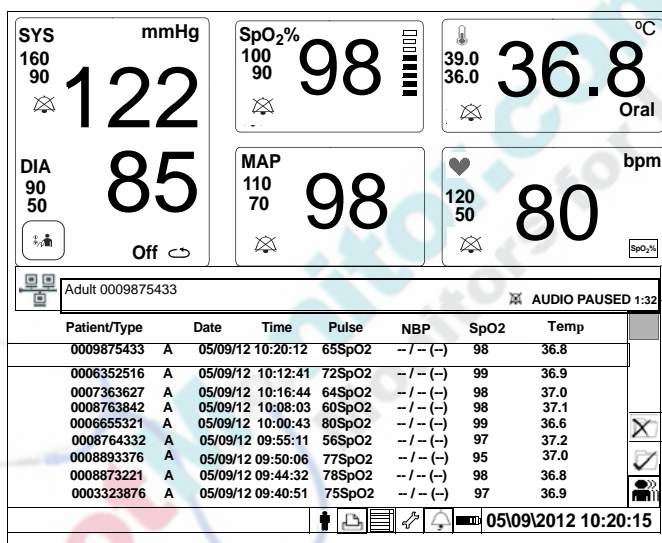 SYS mmHg
160
90
122
DIA
90
50
85
Off
SpO2%
100
90
98
MAP
110
70
98
ºC
39.0
36.0
36.8
Oral
bpm
120
50
80
SpO2%
Adult 0009875433
AUDIO PAUSED 1:32
Patient/Type Date Time Pulse NBP SpO2 Temp
0009875433 A 05/09/12 10:20:12 65SpO2 -- / -- (--) 98 36.8
0006352516 A 05/09/12 10:12:41 72SpO2 -- / -- (--) 99 36.9
0007363627 A 05/09/12 10:16:44 64SpO2 -- / -- (--) 98 37.0
0008763842 A 05/09/12 10:08:03 60SpO2 -- / -- (--) 98 37.1
0006655321 A 05/09/12 10:00:43 80SpO2 -- / -- (--) 99 36.6
0008764332 A 05/09/12 09:55:11 56SpO2 -- / -- (--) 97 37.2
0008893376 A 05/09/12 09:50:06 77SpO2 -- / -- (--) 95 37.0
0008873221 A 05/09/12 09:44:32 78SpO2 -- / -- (--) 98 36.8
0003323876 A 05/09/12 09:40:51 75SpO2 -- / -- (--) 97 36.9
05\09\2012 10:20:15